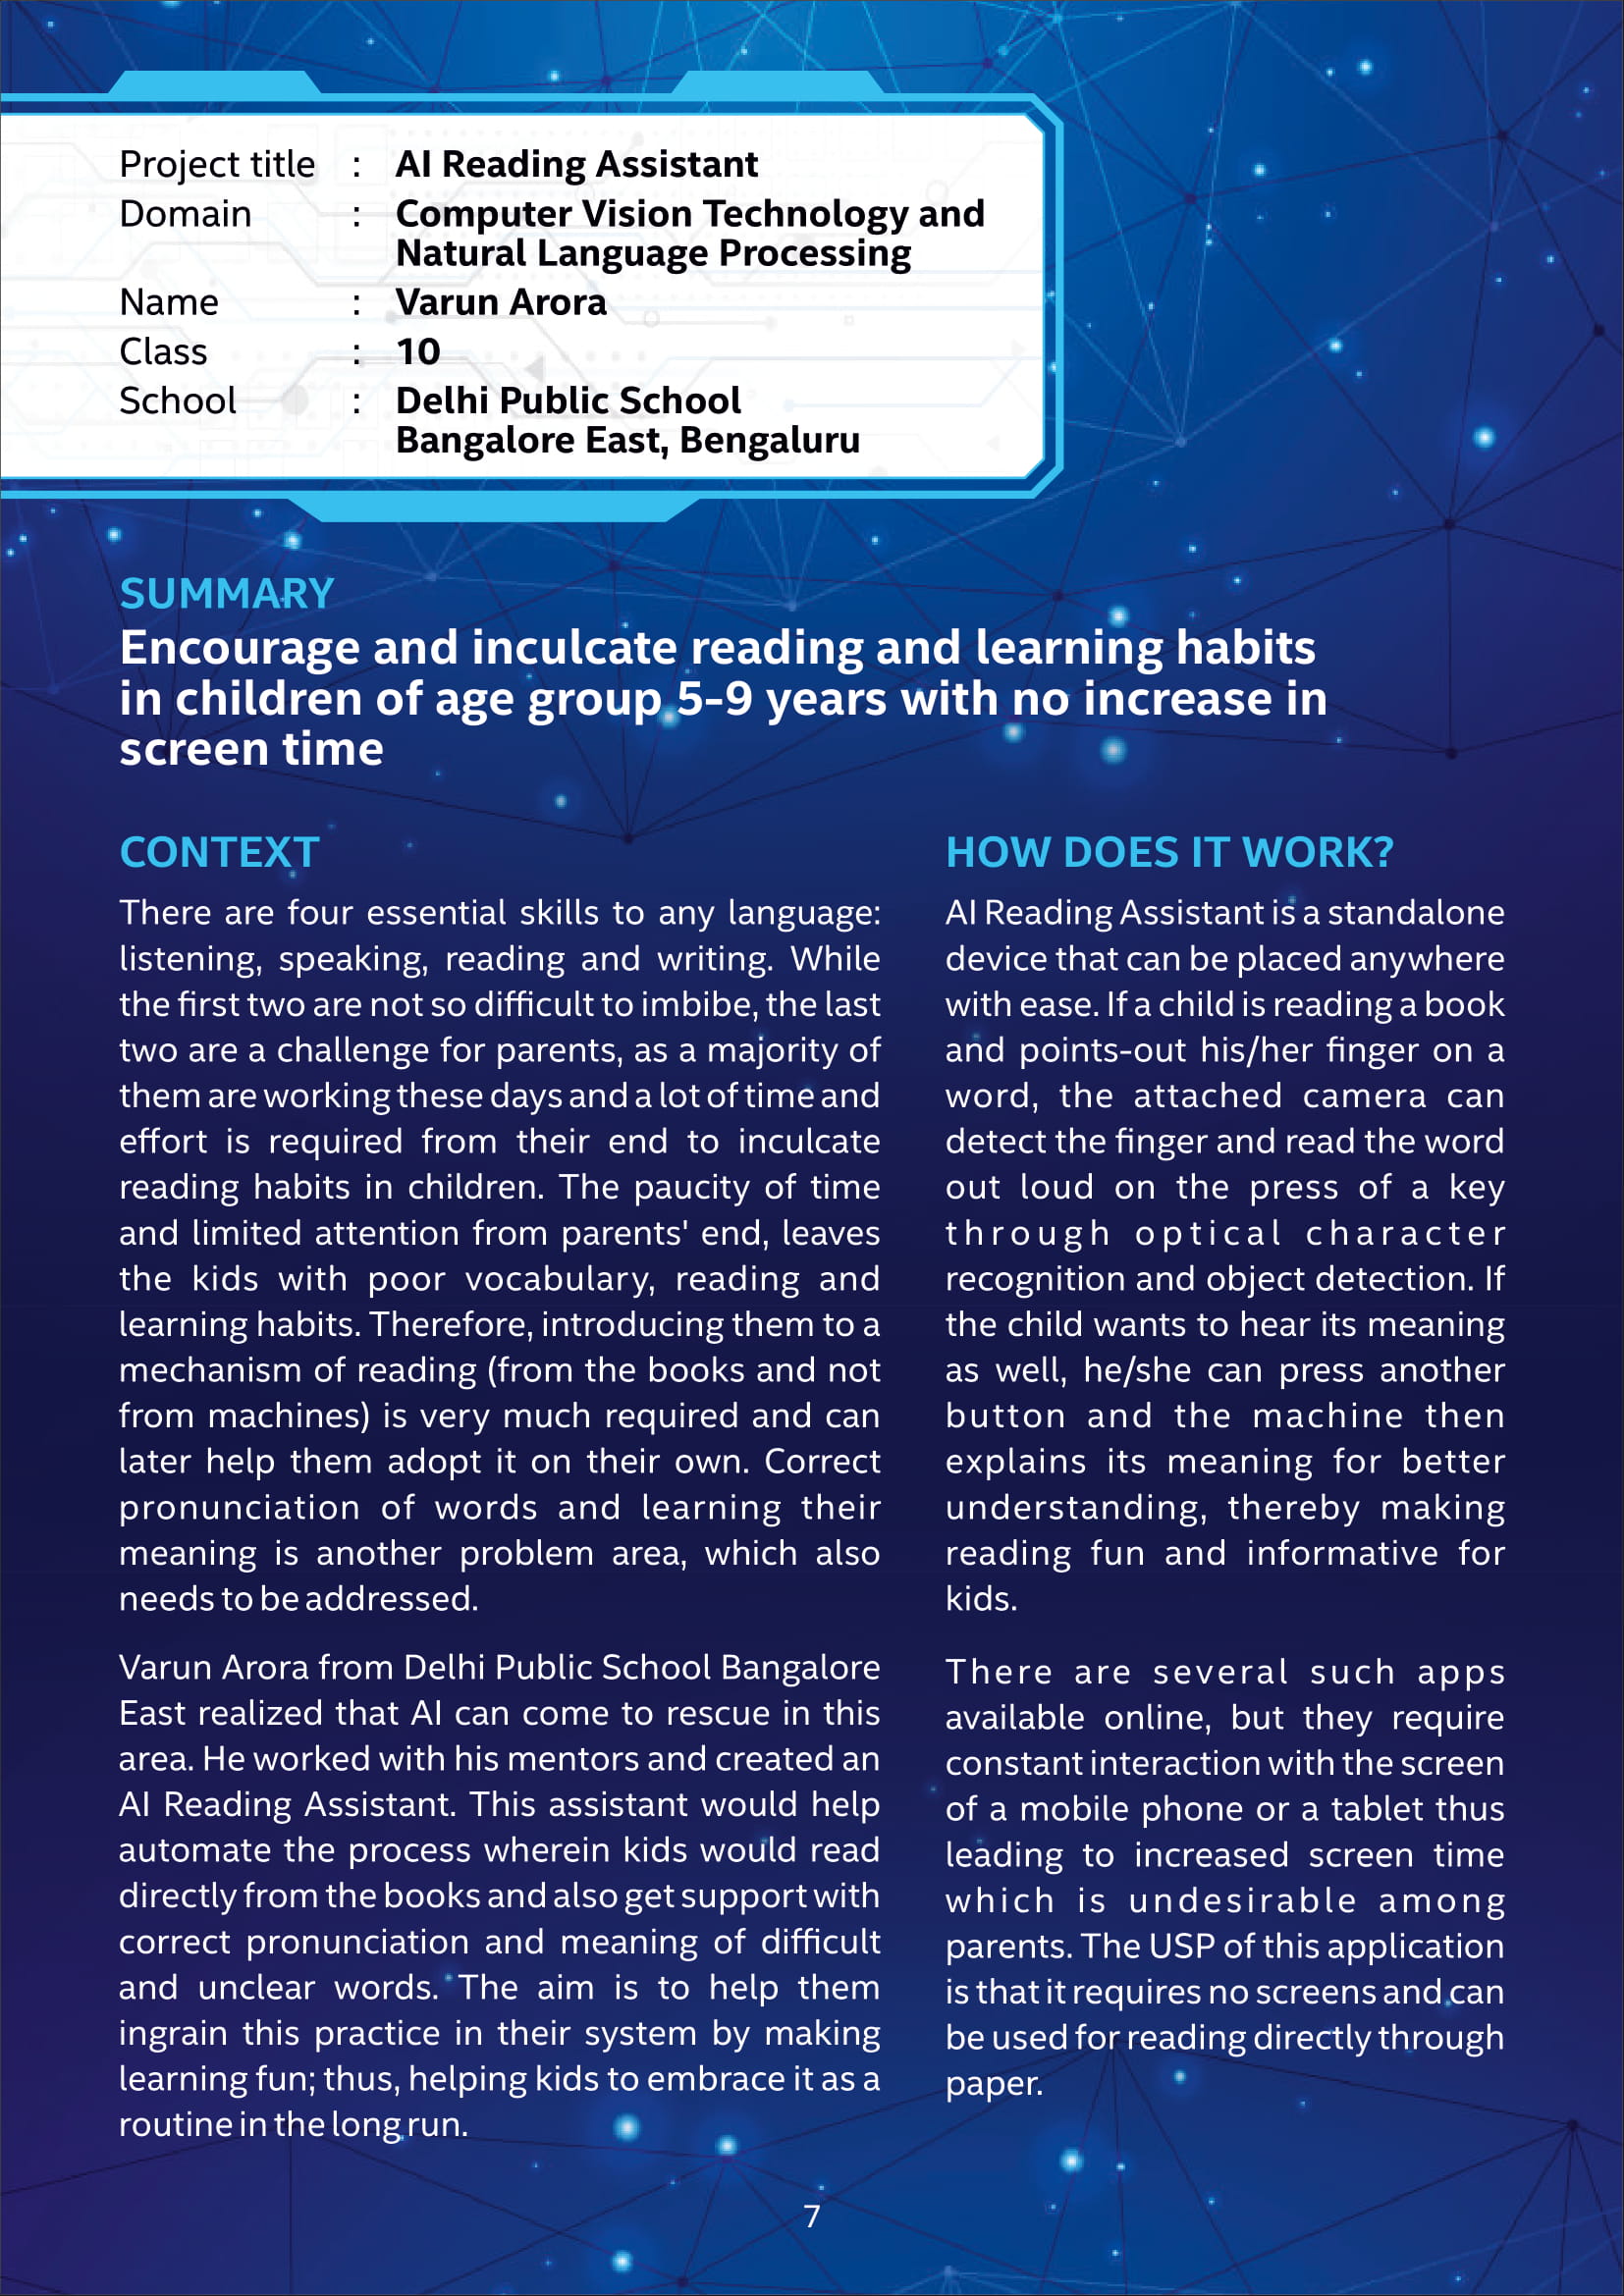 Project title : AI Reading Assistant
Domain : Computer Vision Technology and
Natural Language Processing
Name : Varun Arora
Class : 10
School : Delhi Public School
Bangalore East, Bengaluru
SUMMARY
Encourage and inculcate reading and learning habits
in children of age group 5-9 years with no increase in
screen time
CONTEXT
There are four essential skills to any language:
listening, speaking, reading and writing. While
the first two are not so difficult to imbibe, the last
two are a challenge for parents, as a majority of
them are working these days and a lot of time and
effort is required from their end to inculcate
reading habits in children. The paucity of time
and limited attention from parents' end, leaves
the kids with poor vocabulary, reading and
learning habits. Therefore, introducing them to a
mechanism of reading (from the books and not
from machines) is very much required and can
later help them adopt it on their own. Correct
pronunciation of words and learning their
meaning is another problem area, which also
needs to be addressed.
Varun Arora from Delhi Public School Bangalore
East realized that AI can come to rescue in this
area. He worked with his mentors and created an
AI Reading Assistant. This assistant would help
automate the process wherein kids would read
directly from the books and also get support with
correct pronunciation and meaning of difficult
and unclear words. The aim is to help them
ingrain this practice in their system by making
learning fun; thus, helping kids to embrace it as a
routine in the long run.
HOW DOES IT WORK?
AI Reading Assistant is a standalone
device that can be placed anywhere
with ease. If a child is reading a book
and points-out his/her finger on a
word, the attached camera can
detect the finger and read the word
out loud on the press of a key
through optical character
recognition and object detection. If
the child wants to hear its meaning
as well, he/she can press another
button and the machine then
explains its meaning for better
understanding, thereby making
reading fun and informative for
kids.
There are several such apps
available online, but they require
constant interaction with the screen
of a mobile phone or a tablet thus
leading to increased screen time
which is undesirable among
parents. The USP of this application
is that it requires no screens and can
be used for reading directly through
paper.
7